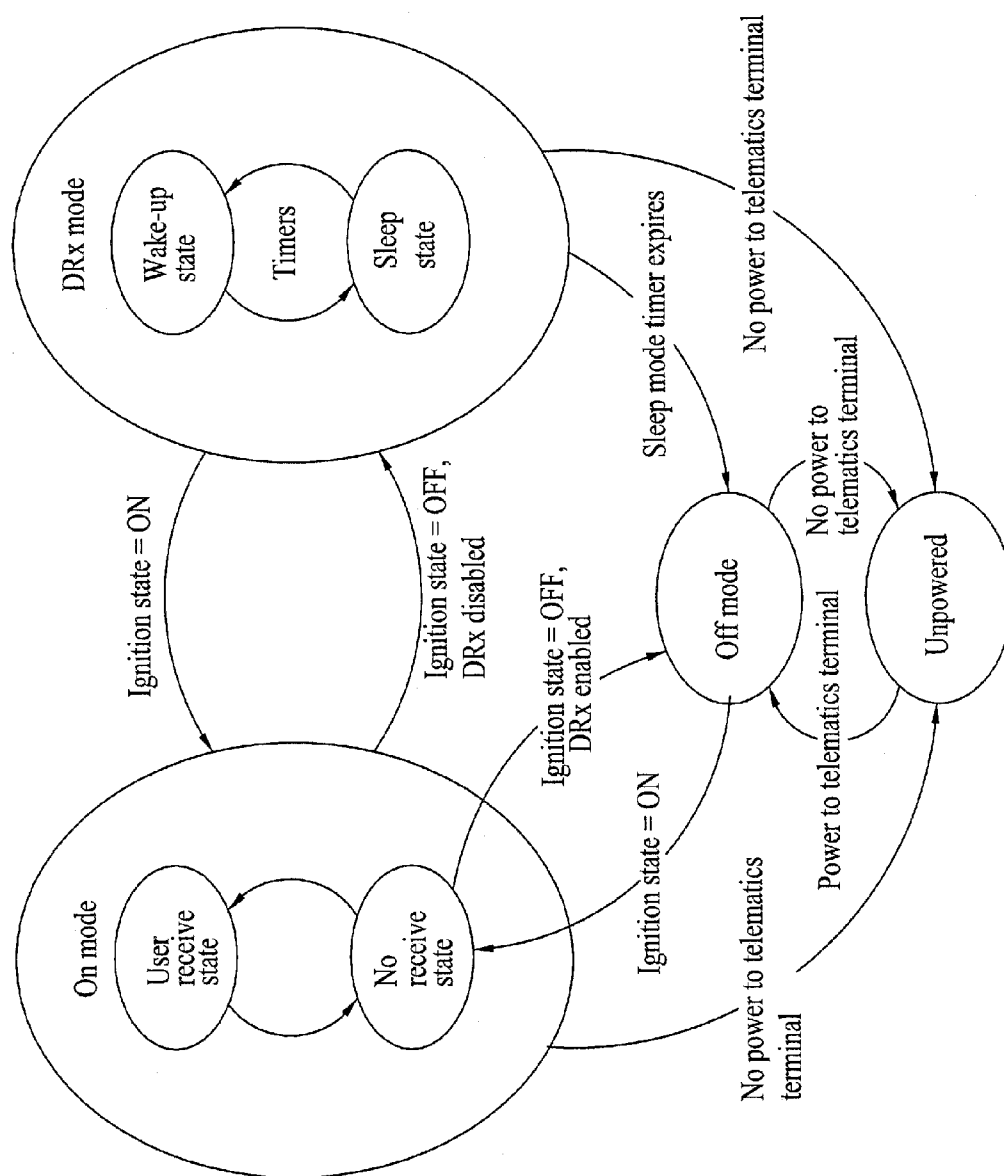 On mode
User
receive
state
No
receive
state
DRx mode
Wake-up
state
Timers
Sleep
state
Ignition state = ON
Ignition state = OFF,
DRx disabled
Ignition state = OFF,
DRx enabled
Ignition state = ON
Sleep mode timer expires
No power to telematics terminal
Off mode
No power to
telematics terminal
Power to telematics terminal
Unpowered
No power to telematics
terminal